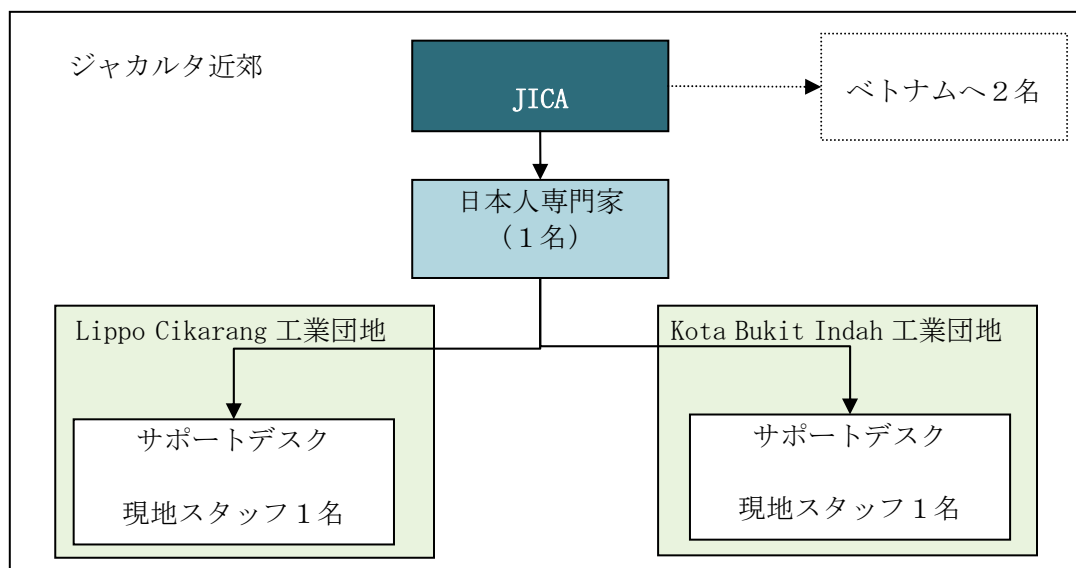 ジャカルタ近郊
JICA
ベトナムへ２名
日本人専門家
（１名）
Lippo Cikarang 工業団地
サポートデスク
現地スタッフ１名
Kota Bukit Indah 工業団地
サポートデスク
現地スタッフ１名